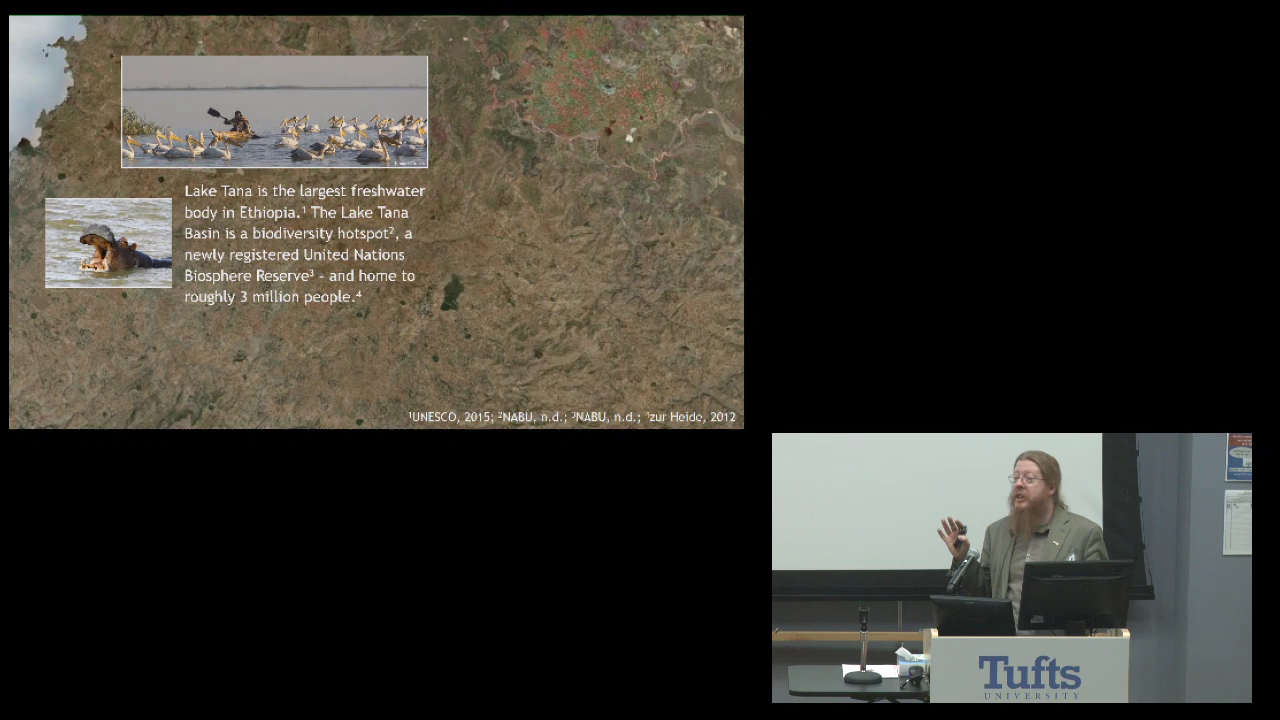 Lake Tana is the largest freshwater
body in Ethiopia.¹ The Lake Tana
Basin is a biodiversity hotspot², a
newly registered United Nations
Biosphere Reserve³ - and home to
roughly 3 million people.⁴
¹UNESCO, 2015; ²NABU, n.d.; ³NABU, n.d.; ⁴zur Heide, 2012
Tufts
UNIVERSITY